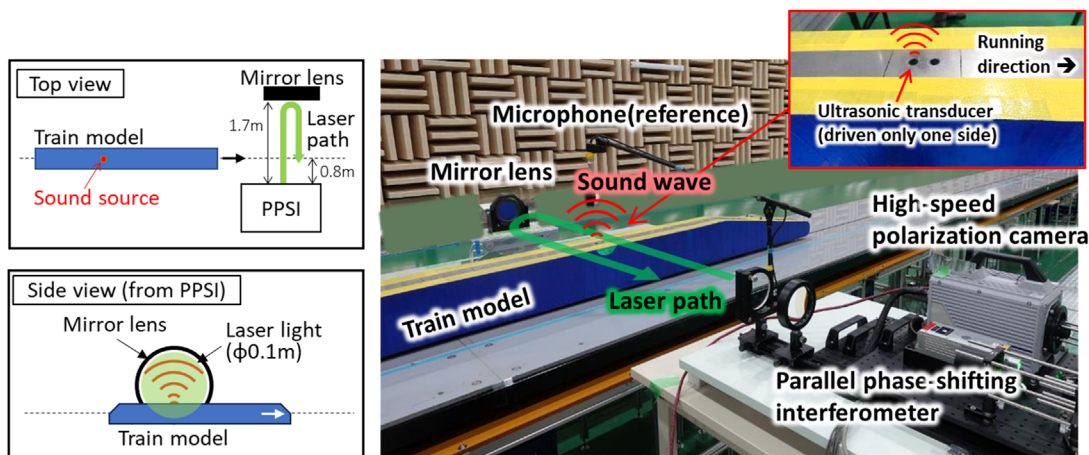 Top view
Mirror lens
1.7m
Laser
path
Train model
0.8m
Sound source
PPSI
Side view (from PPSI)
Mirror lens
Laser light
(ϕ0.1m)
Train model
Microphone(reference)
Mirror lens
Sound wave
High-speed
polarization camera
Train model
Laser path
Parallel phase-shifting
interferometer
Running
direction ➔
Ultrasonic transducer
(driven only one side)